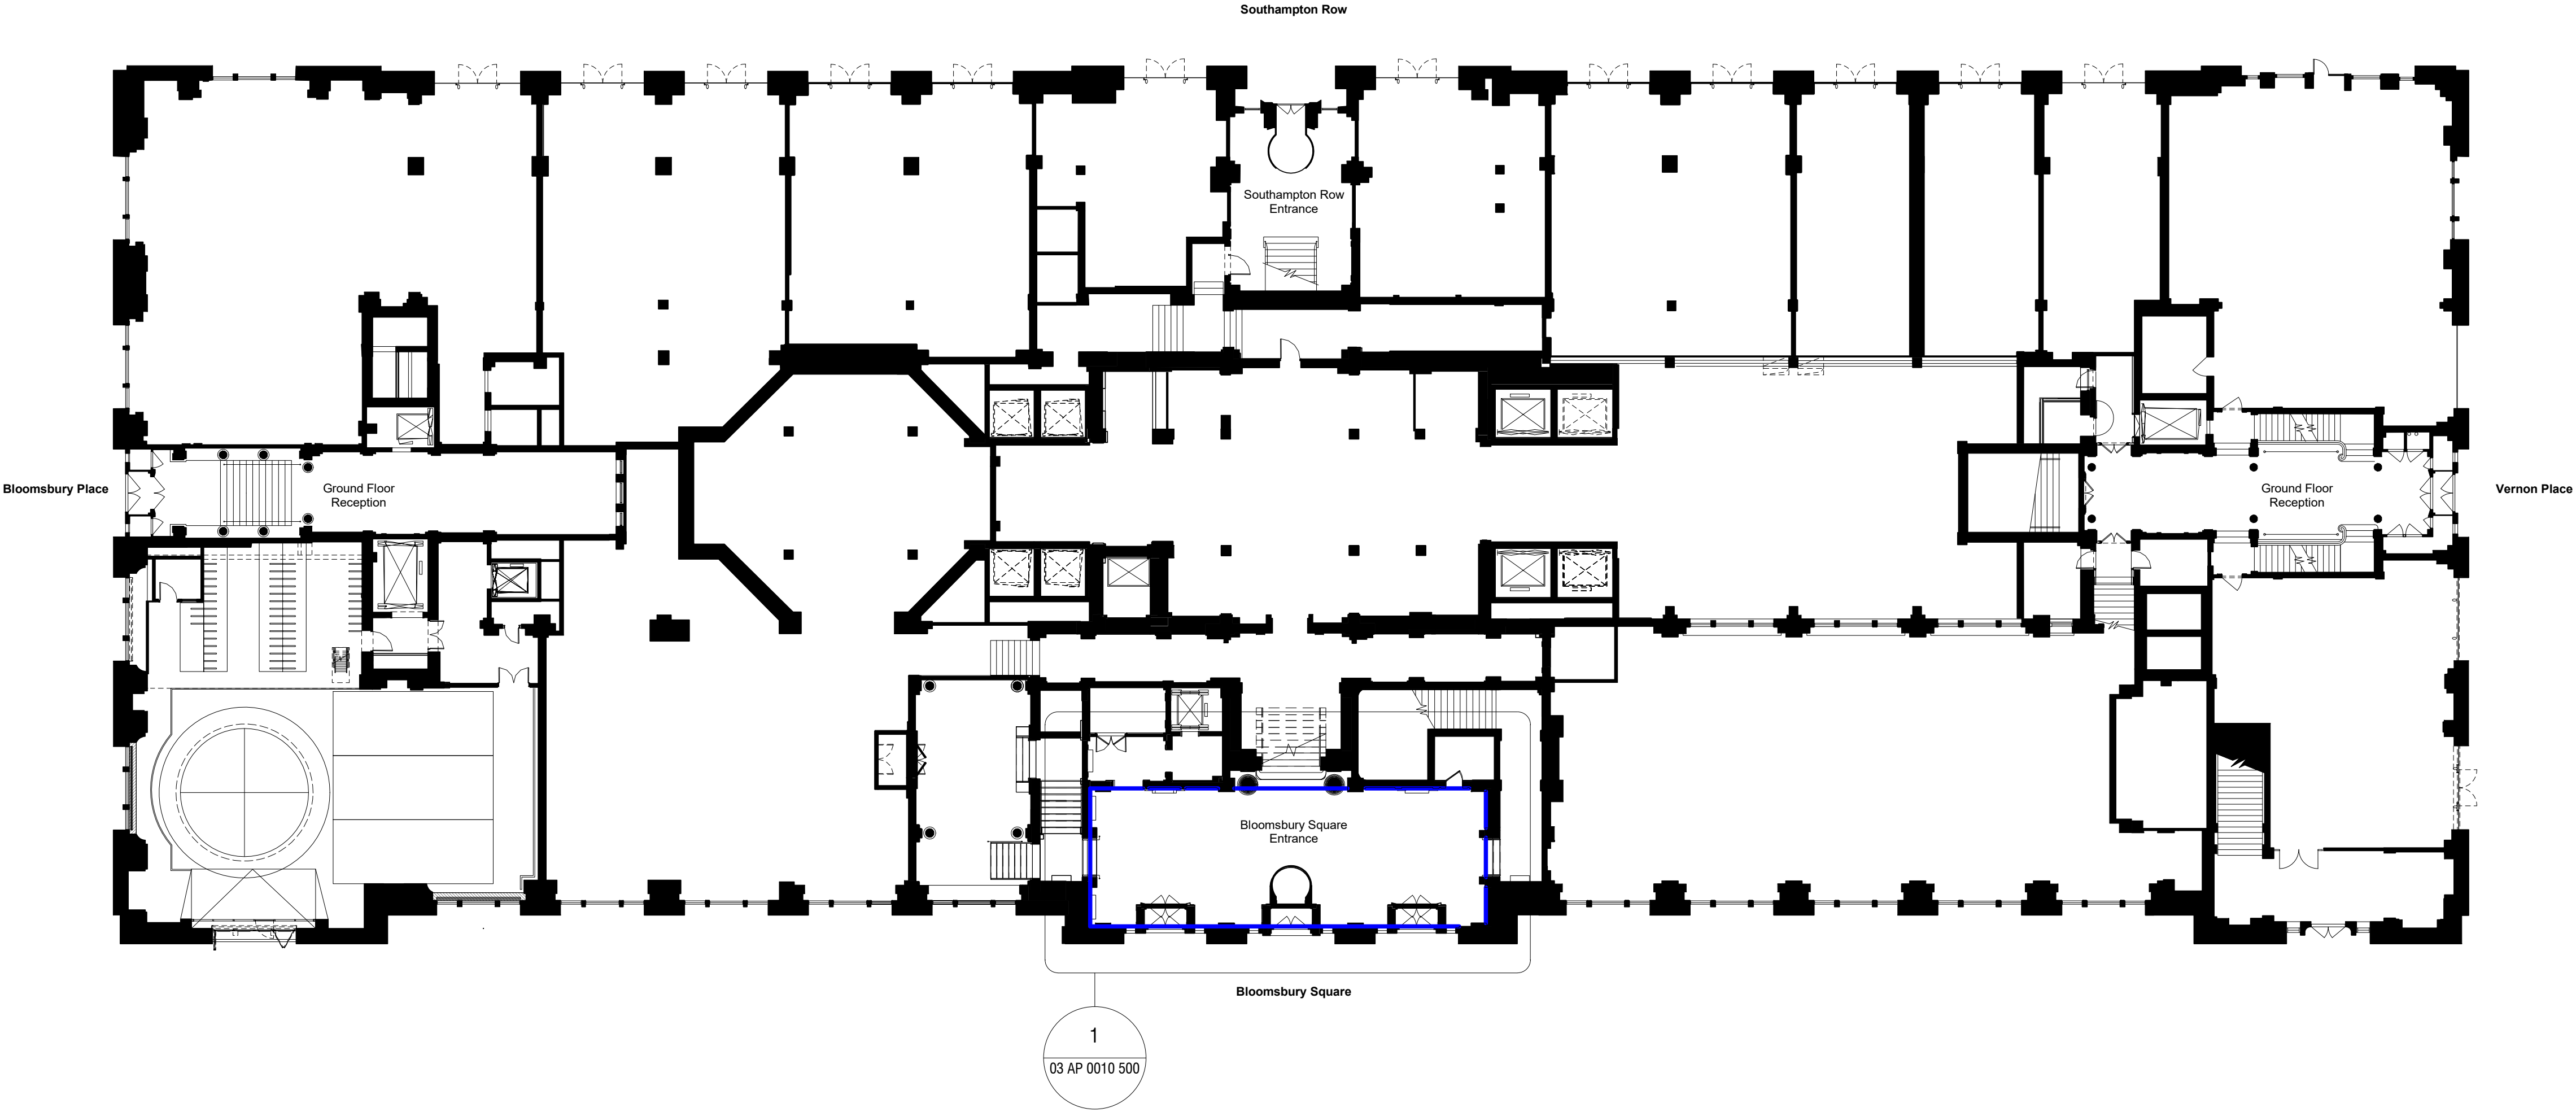 Southampton Row
Southampton Row
Entrance
Bloomsbury Place
Ground Floor
Reception
Ground Floor
Reception
Vernon Place
Bloomsbury Square
Entrance
Bloomsbury Square
1
03 AP 0010 500